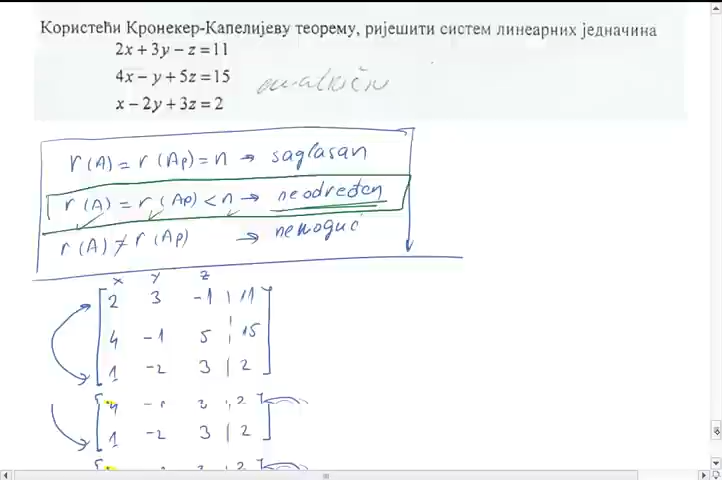 Користећи Кронекер-Капелијеву теорему, ријешити систем линеарних једначина
2x + 3y − z = 11
4x − y + 5z = 15
x − 2y + 3z = 2
r(A) = r(Ap) = n → saglasan
r(A) = r(Ap) < n → neodređen
r(A) ≠ r(Ap) → nemoguć
x y z
2 3 -1 | 11
4 -1 5 | 15
1 -2 3 | 2
1 -2 3 | 2